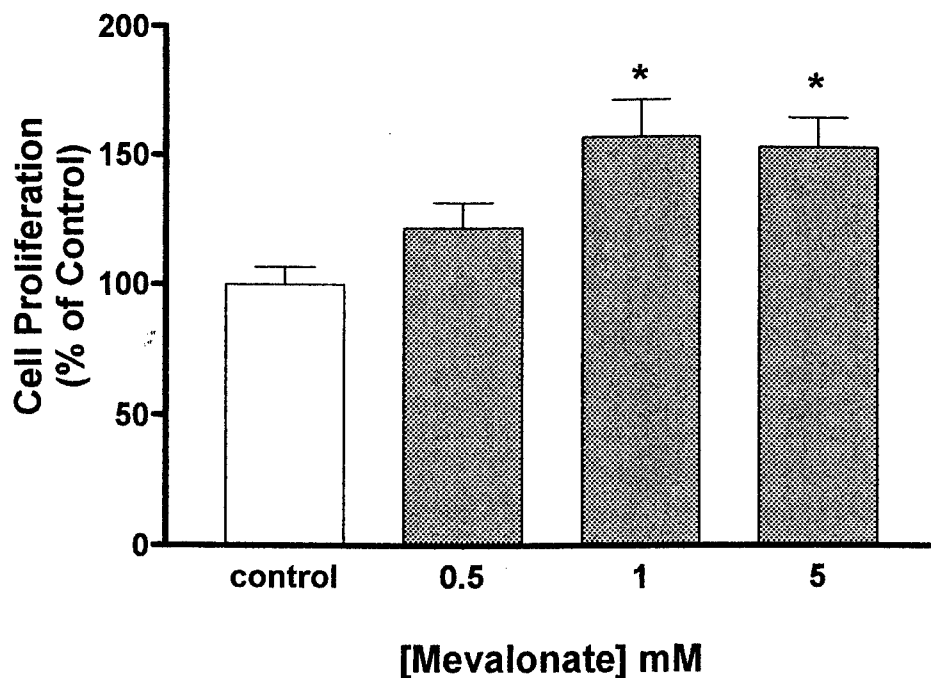 200
150
100
50
0
Cell Proliferation
(% of Control)
*
*
control 0.5 1 5
[Mevalonate] mM